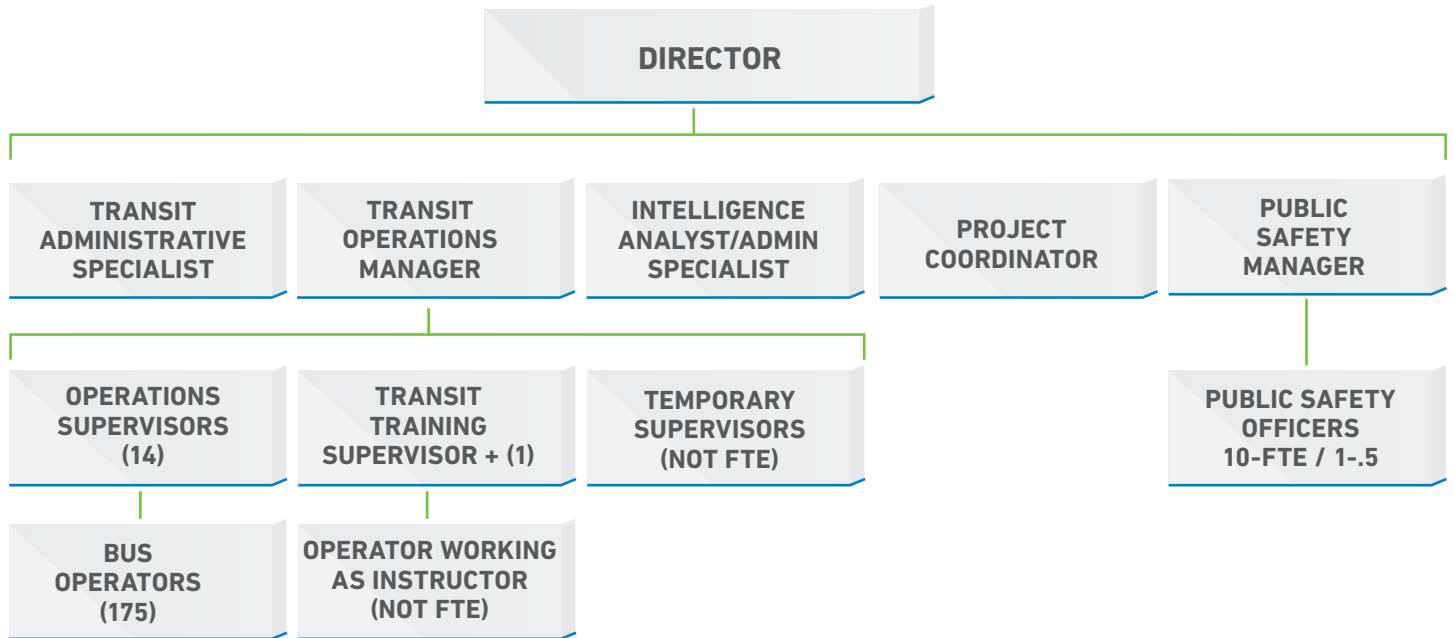 DIRECTOR
TRANSIT
ADMINISTRATIVE
SPECIALIST
TRANSIT
OPERATIONS
MANAGER
INTELLIGENCE
ANALYST/ADMIN
SPECIALIST
PROJECT
COORDINATOR
PUBLIC
SAFETY
MANAGER
OPERATIONS
SUPERVISORS
(14)
TRANSIT
TRAINING
SUPERVISOR + (1)
TEMPORARY
SUPERVISORS
(NOT FTE)
PUBLIC SAFETY
OFFICERS
10-FTE / 1-.5
BUS
OPERATORS
(175)
OPERATOR WORKING
AS INSTRUCTOR
(NOT FTE)